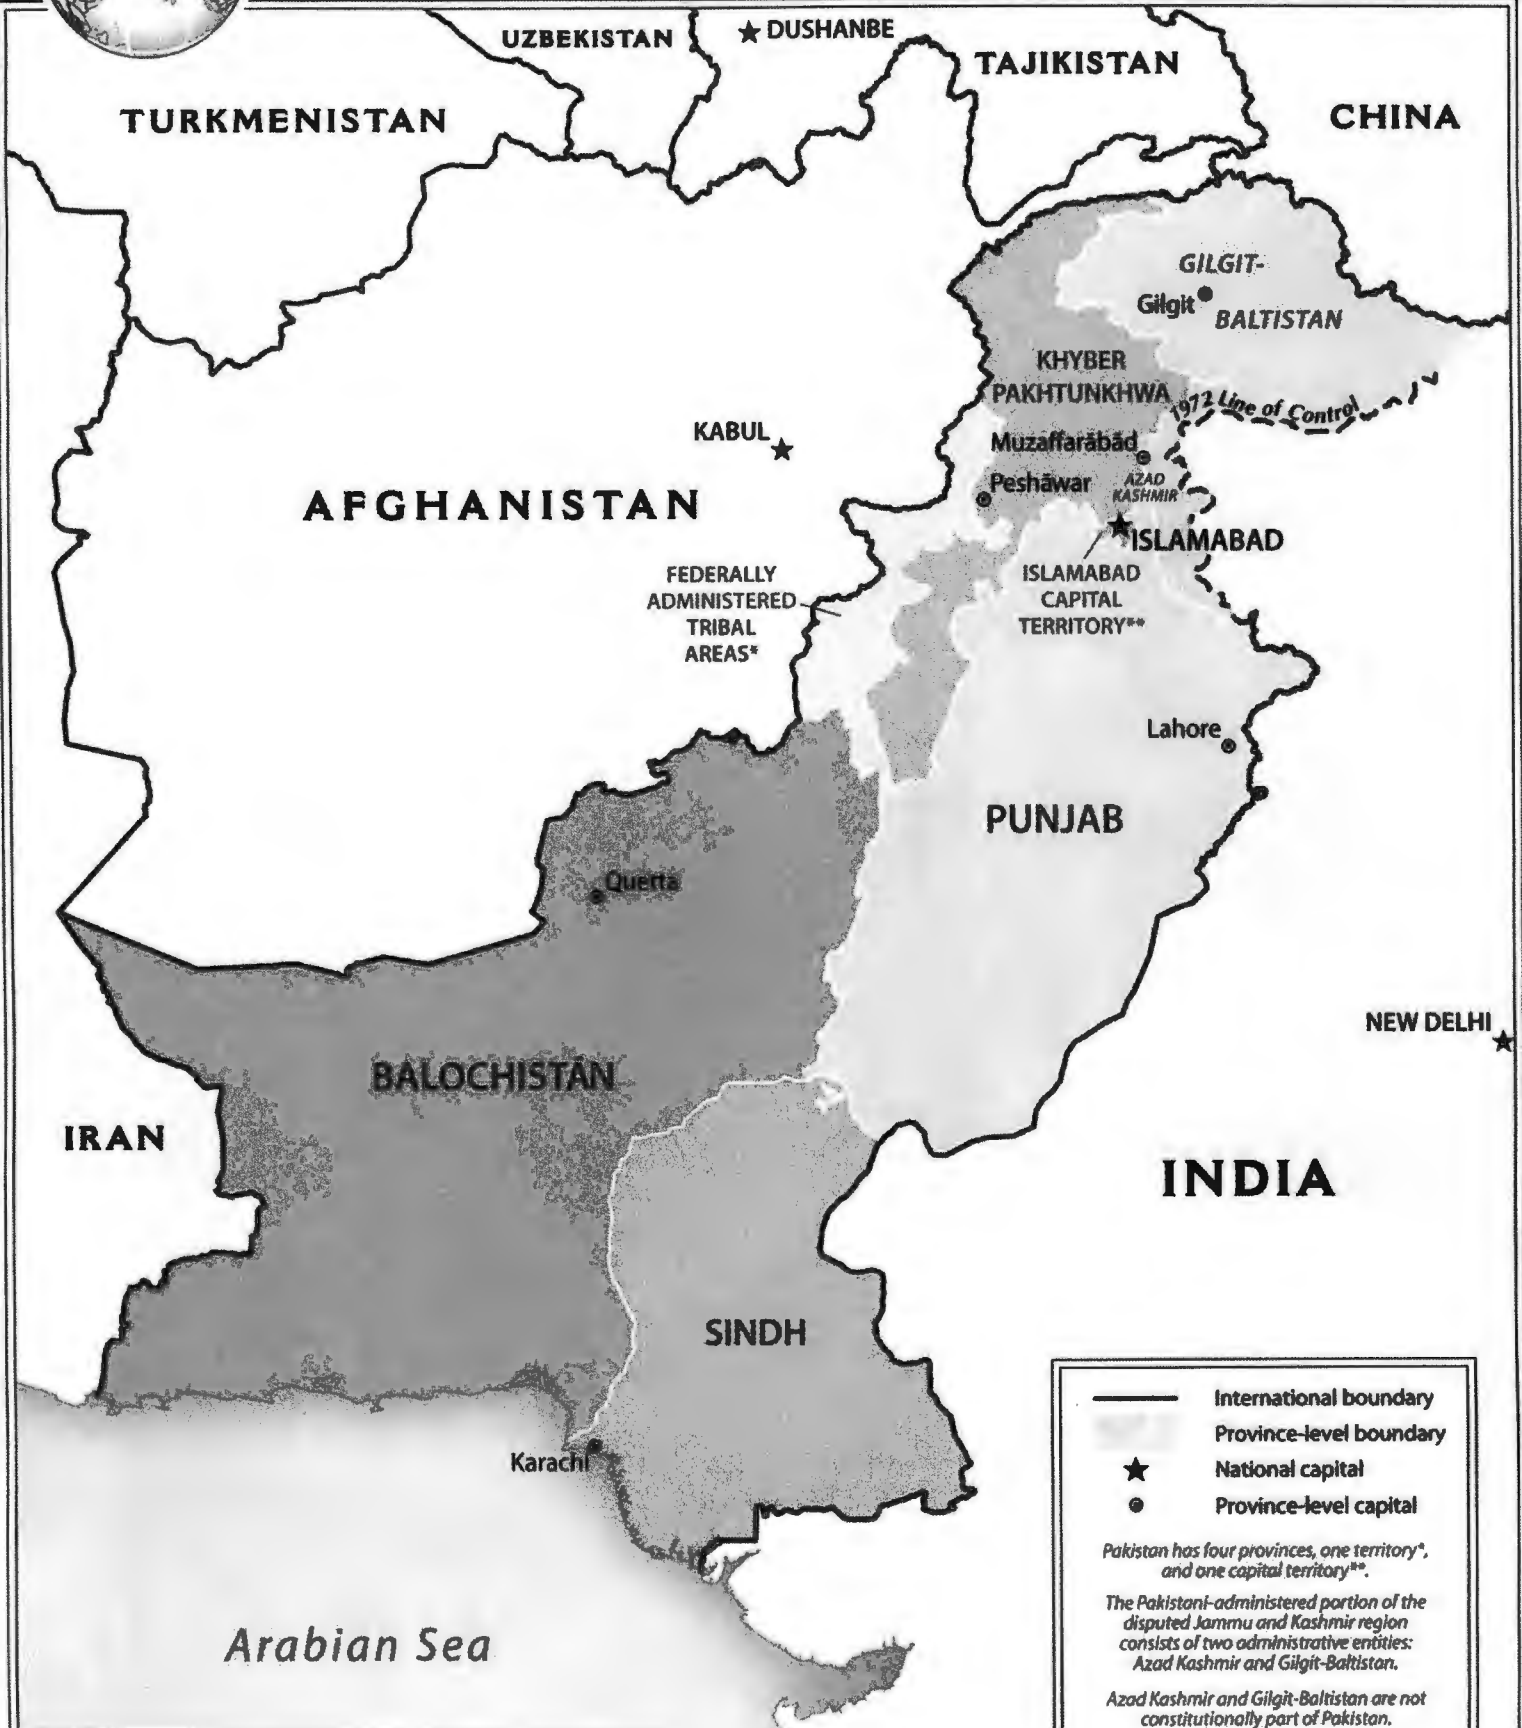 UZBEKISTAN
DUSHANBE
TAJIKISTAN
TURKMENISTAN
CHINA
GILGIT-
Gilgit
BALTISTAN
KHYBER
PAKHTUNKHWA
1972 Line of Control
KABUL
Muzaffarābād
AFGHANISTAN
Peshāwar
AZAD
KASHMIR
ISLAMABAD
FEDERALLY
ADMINISTERED
TRIBAL
AREAS*
ISLAMABAD
CAPITAL
TERRITORY**
Lahore
PUNJAB
Querta
NEW DELHI
BALOCHISTĀN
IRAN
INDIA
SINDH
Karachi
Arabian Sea
International boundary
Province-level boundary
National capital
Province-level capital
Pakistan has four provinces, one territory*,
and one capital territory**.
The Pakistani-administered portion of the
disputed Jammu and Kashmir region
consists of two administrative entities:
Azad Kashmir and Gilgit-Baltistan.
Azad Kashmir and Gilgit-Baltistan are not
constitutionally part of Pakistan.